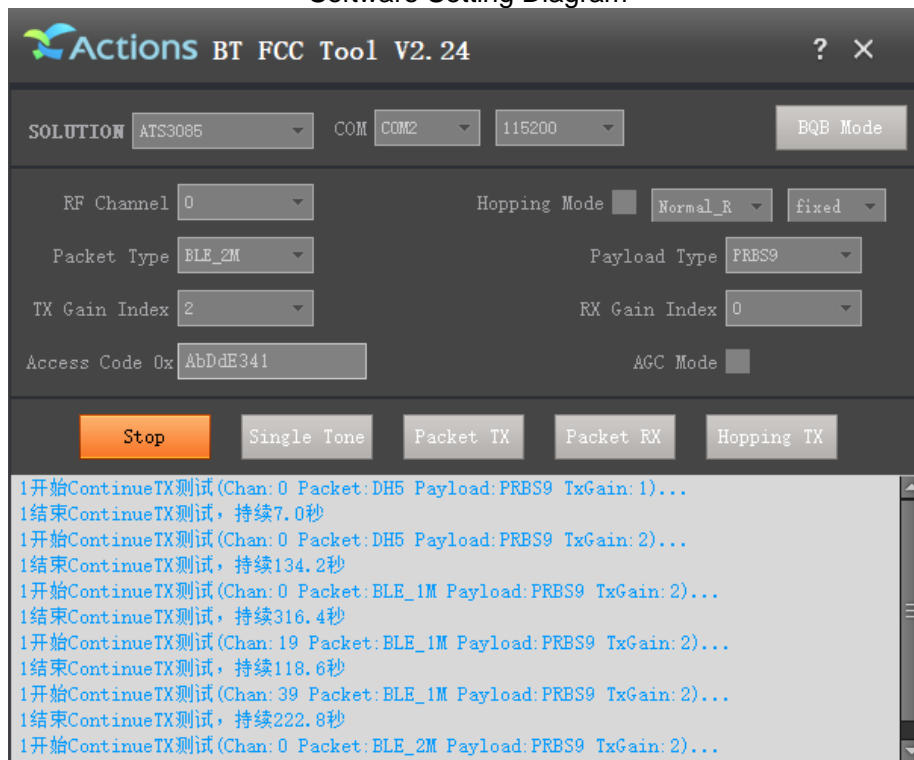 Software Setting Diagram
Actions BT FCC Tool V2.24 ? ×
SOLUTION ATS3085 COM COM2 115200 BQB Mode
RF Channel 0 Hopping Mode Normal_R fixed
Packet Type BLE_2M Payload Type PRBS9
TX Gain Index 2 RX Gain Index 0
Access Code 0x AbDdE341 AGC Mode
Stop Single Tone Packet TX Packet RX Hopping TX
1开始ContinueTX测试(Chan:0 Packet:DH5 Payload:PRBS9 TxGain:1)...
1结束ContinueTX测试，持续7.0秒
1开始ContinueTX测试(Chan:0 Packet:DH5 Payload:PRBS9 TxGain:2)...
1结束ContinueTX测试，持续134.2秒
1开始ContinueTX测试(Chan:0 Packet:BLE_1M Payload:PRBS9 TxGain:2)...
1结束ContinueTX测试，持续316.4秒
1开始ContinueTX测试(Chan:19 Packet:BLE_1M Payload:PRBS9 TxGain:2)...
1结束ContinueTX测试，持续118.6秒
1开始ContinueTX测试(Chan:39 Packet:BLE_1M Payload:PRBS9 TxGain:2)...
1结束ContinueTX测试，持续222.8秒
1开始ContinueTX测试(Chan:0 Packet:BLE_2M Payload:PRBS9 TxGain:2)...